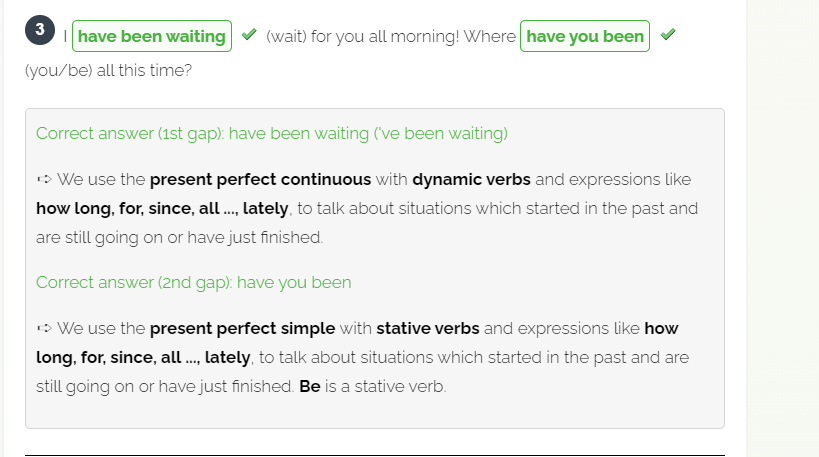 3 I have been waiting ✔ (wait) for you all morning! Where have you been ✔
(you/be) all this time?
Correct answer (1st gap): have been waiting ('ve been waiting)
➪ We use the present perfect continuous with dynamic verbs and expressions like
how long, for, since, all ..., lately, to talk about situations which started in the past and
are still going on or have just finished.
Correct answer (2nd gap): have you been
➪ We use the present perfect simple with stative verbs and expressions like how
long, for, since, all ..., lately, to talk about situations which started in the past and are
still going on or have just finished. Be is a stative verb.